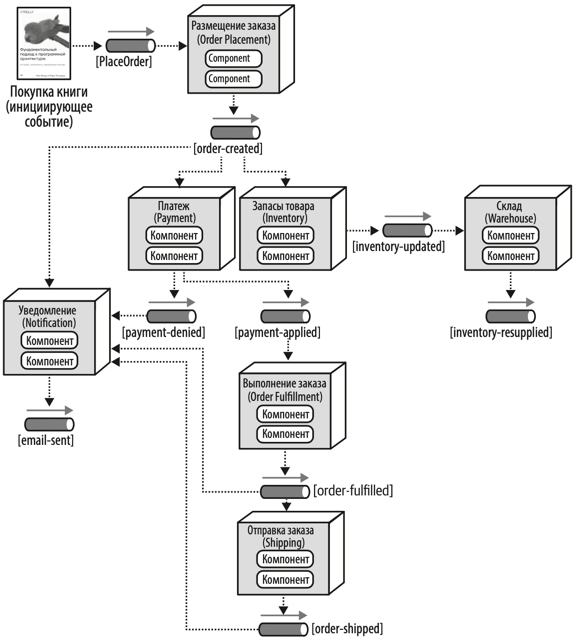 O'REILLY
Фундаментальный
подход к программной
архитектуре
Покупка книги
(инициирующее
событие)
[PlaceOrder]
Размещение заказа
(Order Placement)
Component
Component
[order-created]
Платеж
(Payment)
Компонент
Компонент
Запасы товара
(Inventory)
Компонент
Компонент
[inventory-updated]
Склад
(Warehouse)
Компонент
Компонент
Уведомление
(Notification)
Компонент
Компонент
[payment-denied]
[payment-applied]
[inventory-resupplied]
[email-sent]
Выполнение заказа
(Order Fulfillment)
Компонент
Компонент
[order-fulfilled]
Отправка заказа
(Shipping)
Компонент
Компонент
[order-shipped]